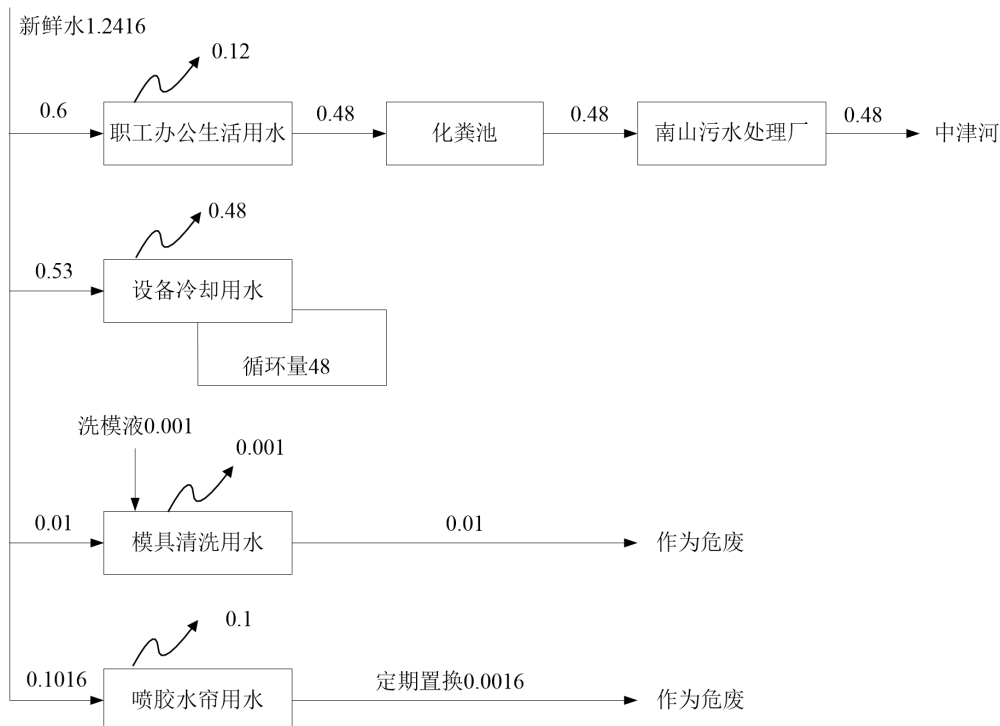 新鲜水1.2416
0.12
0.6
职工办公生活用水
0.48
化粪池
0.48
南山污水处理厂
0.48
中津河
0.48
0.53
设备冷却用水
循环量48
洗模液0.001
0.001
0.01
模具清洗用水
0.01
作为危废
0.1
0.1016
喷胶水帘用水
定期置换0.0016
作为危废